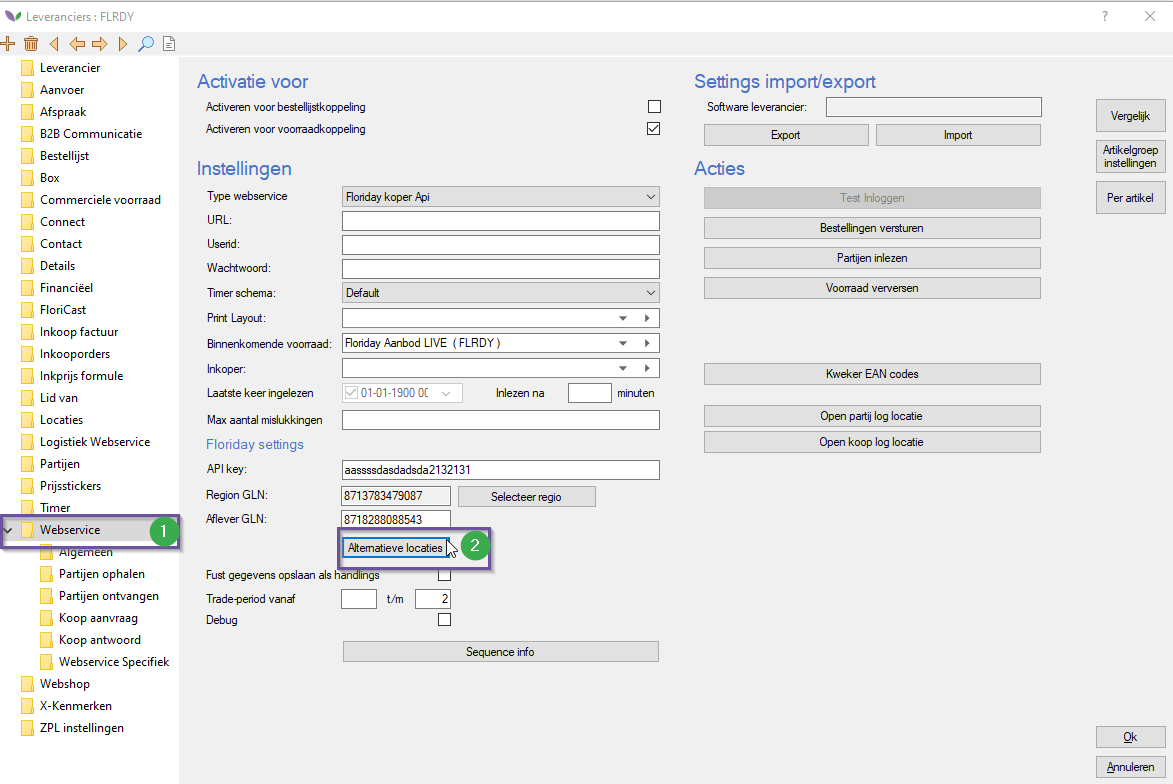 Leveranciers : FLRDY
?
Leverancier
Aanvoer
Afspraak
B2B Communicatie
Bestellijst
Box
Commerciele voorraad
Connect
Contact
Details
Financiëel
FloriCast
Inkoop factuur
Inkooporders
Inkprijs formule
Lid van
Locaties
Logistiek Webservice
Partijen
Prijsstickers
Timer
Webservice
1
Algemeen
Partijen ophalen
Partijen ontvangen
Koop aanvraag
Koop antwoord
Webservice Specifiek
Webshop
X-Kenmerken
ZPL instellingen
Activatie voor
Activeren voor bestellijstkoppeling
Activeren voor voorraadkoppeling
Instellingen
Type webservice Floriday koper Api
URL:
Userid:
Wachtwoord:
Timer schema: Default
Print Layout:
Binnenkomende voorraad: Floriday Aanbod LIVE ( FLRDY )
Inkoper:
Laatste keer ingelezen 01-01-1900 00 Inlezen na minuten
Max aantal mislukkingen
Floriday settings
API key: aassssdasdadsda2132131
Region GLN: 8713783479087 Selecteer regio
Aflever GLN: 8718288088543
Alternatieve locaties 2
Fust gegevens opslaan als handlings
Trade-period vanaf t/m 2
Debug
Sequence info
Settings import/export
Software leverancier:
Export Import
Acties
Test Inloggen
Bestellingen versturen
Partijen inlezen
Voorraad verversen
Kweker EAN codes
Open partij log locatie
Open koop log locatie
Vergelijk
Artikelgroep
instellingen
Per artikel
Ok
Annuleren